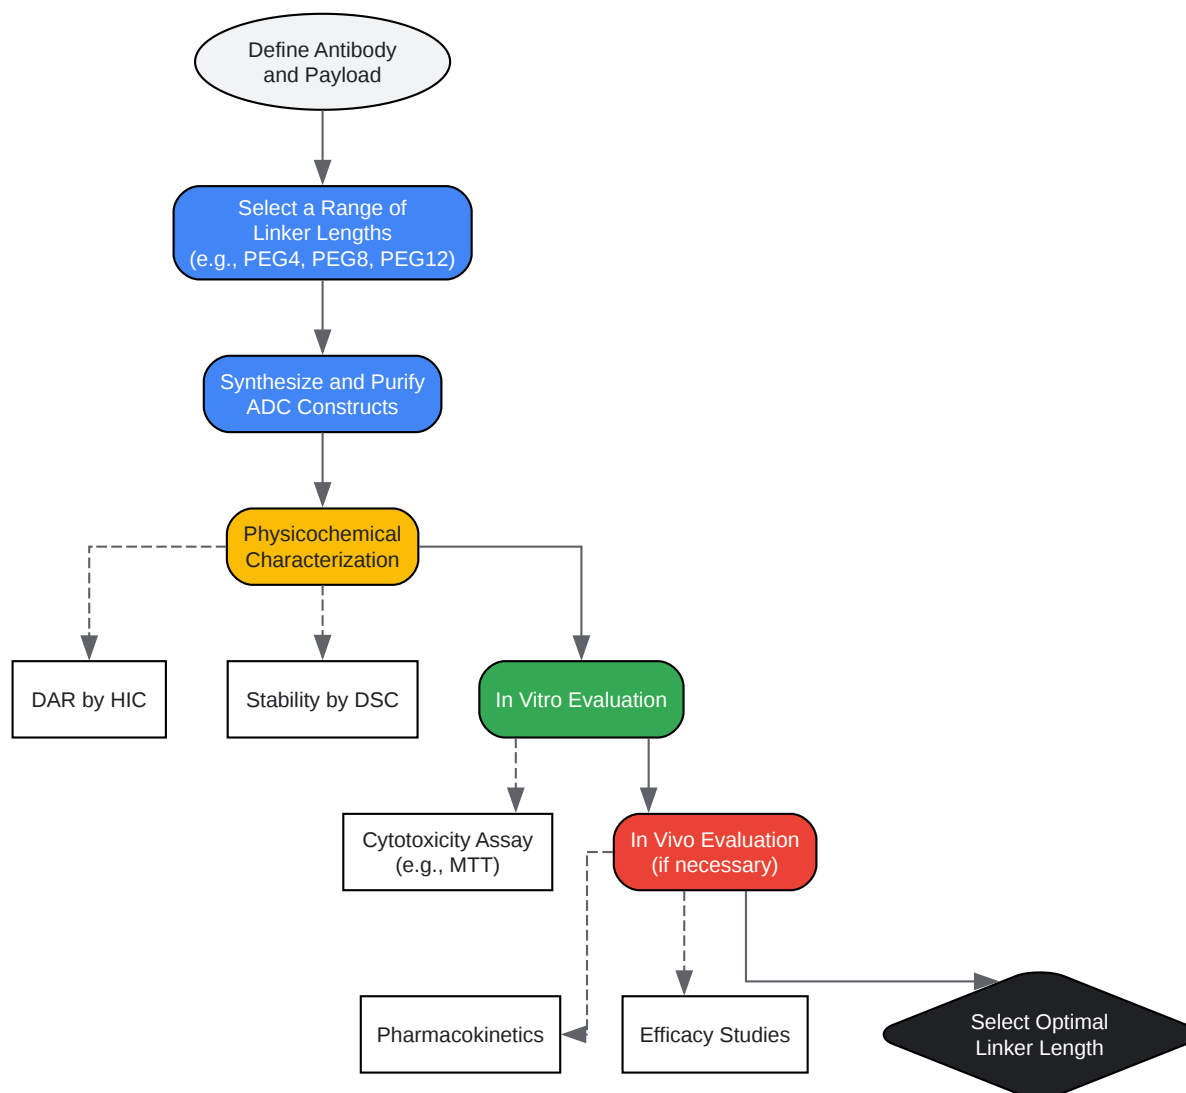 Define Antibody
and Payload
Select a Range of
Linker Lengths
(e.g., PEG4, PEG8, PEG12)
Synthesize and Purify
ADC Constructs
Physicochemical
Characterization
DAR by HIC
Stability by DSC
In Vitro Evaluation
Cytotoxicity Assay
(e.g., MTT)
In Vivo Evaluation
(if necessary)
Pharmacokinetics
Efficacy Studies
Select Optimal
Linker Length